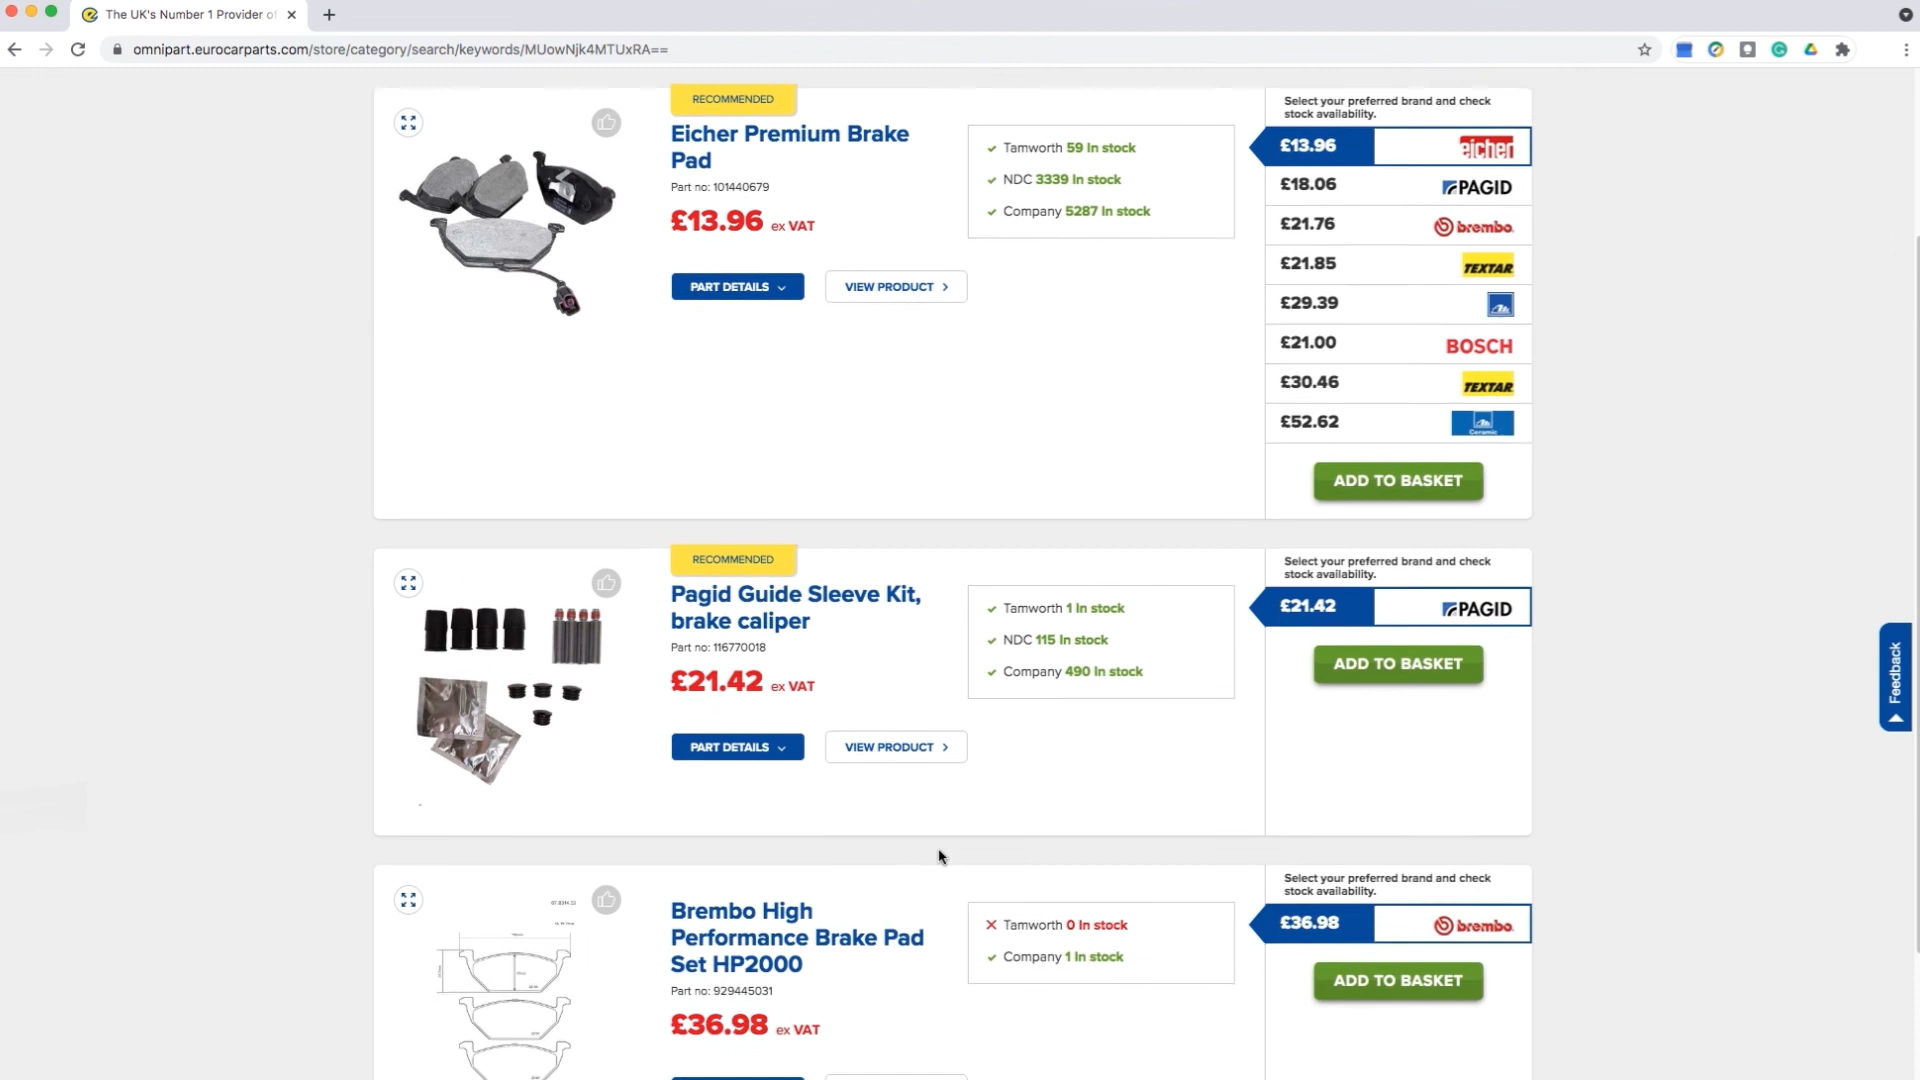 The UK's Number 1 Provider of
omnipart.eurocarparts.com/store/category/search/keywords/MUowNjk4MTUxRA==
RECOMMENDED
Eicher Premium Brake
Pad
Part no: 101440679
£13.96 ex VAT
PART DETAILS
VIEW PRODUCT
Tamworth 59 In stock
NDC 3339 In stock
Company 5287 In stock
Select your preferred brand and check
stock availability.
£13.96 eicher
£18.06 PAGID
£21.76 brembo
£21.85 TEXTAR
£29.39
£21.00 BOSCH
£30.46 TEXTAR
£52.62 Ceramic
ADD TO BASKET
RECOMMENDED
Pagid Guide Sleeve Kit,
brake caliper
Part no: 116770018
£21.42 ex VAT
PART DETAILS
VIEW PRODUCT
Tamworth 1 In stock
NDC 115 In stock
Company 490 In stock
Select your preferred brand and check
stock availability.
£21.42 PAGID
ADD TO BASKET
Feedback
Brembo High
Performance Brake Pad
Set HP2000
Part no: 929445031
£36.98 ex VAT
Tamworth 0 In stock
Company 1 In stock
Select your preferred brand and check
stock availability.
£36.98 brembo
ADD TO BASKET